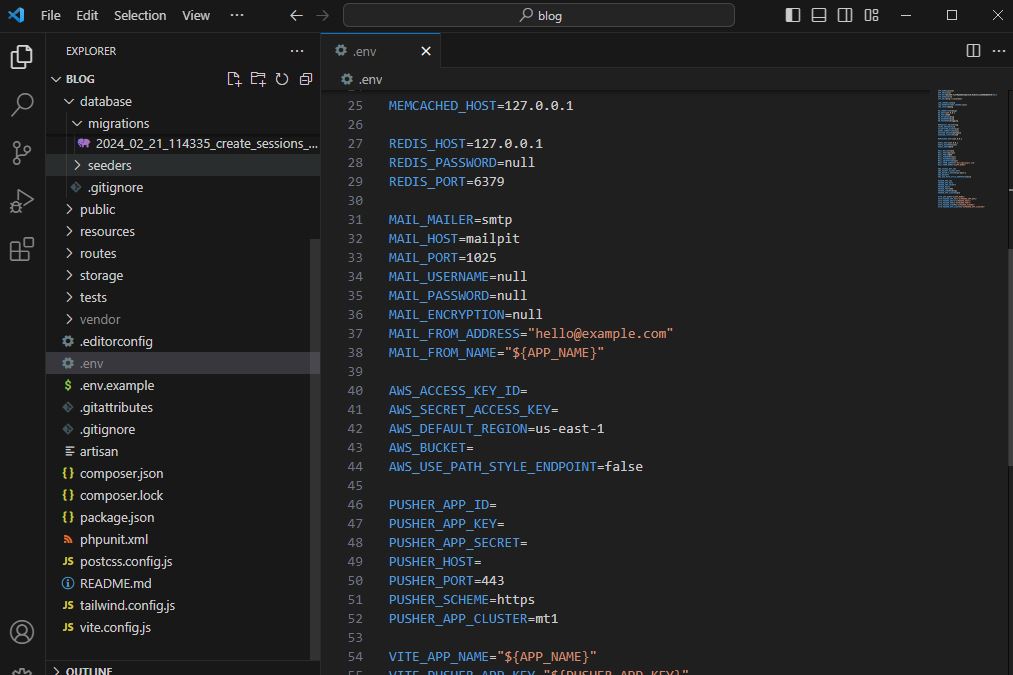 File Edit Selection View ··· blog
EXPLORER ···
BLOG
database
migrations
2024_02_21_114335_create_sessions_...
seeders
.gitignore
public
resources
routes
storage
tests
vendor
.editorconfig
.env
$ .env.example
.gitattributes
.gitignore
artisan
{} composer.json
{} composer.lock
{} package.json
phpunit.xml
JS postcss.config.js
README.md
JS tailwind.config.js
JS vite.config.js
OUTLINE
.env
.env
25 MEMCACHED_HOST=127.0.0.1
26
27 REDIS_HOST=127.0.0.1
28 REDIS_PASSWORD=null
29 REDIS_PORT=6379
30
31 MAIL_MAILER=smtp
32 MAIL_HOST=mailpit
33 MAIL_PORT=1025
34 MAIL_USERNAME=null
35 MAIL_PASSWORD=null
36 MAIL_ENCRYPTION=null
37 MAIL_FROM_ADDRESS="hello@example.com"
38 MAIL_FROM_NAME="${APP_NAME}"
39
40 AWS_ACCESS_KEY_ID=
41 AWS_SECRET_ACCESS_KEY=
42 AWS_DEFAULT_REGION=us-east-1
43 AWS_BUCKET=
44 AWS_USE_PATH_STYLE_ENDPOINT=false
45
46 PUSHER_APP_ID=
47 PUSHER_APP_KEY=
48 PUSHER_APP_SECRET=
49 PUSHER_HOST=
50 PUSHER_PORT=443
51 PUSHER_SCHEME=https
52 PUSHER_APP_CLUSTER=mt1
53
54 VITE_APP_NAME="${APP_NAME}"
55 VITE_PUSHER_APP_KEY="${PUSHER_APP_KEY}"